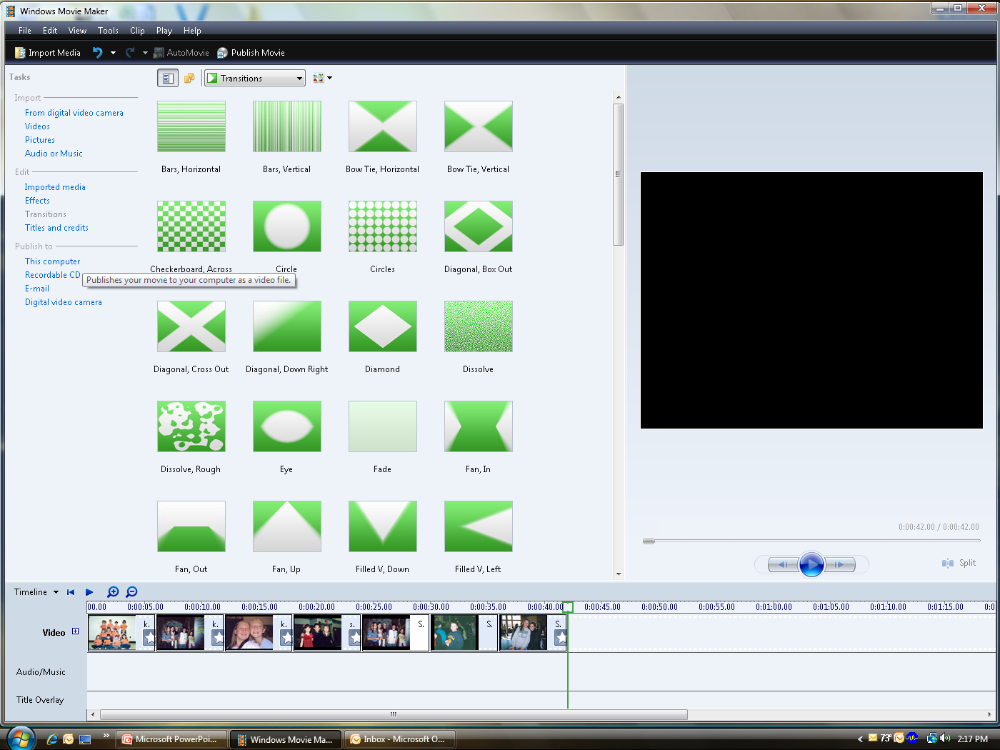 Windows Movie Maker
File Edit View Tools Clip Play Help
Import Media AutoMovie Publish Movie
Tasks
Import
From digital video camera
Videos
Pictures
Audio or Music
Edit
Imported media
Effects
Transitions
Titles and credits
Publish to
This computer
Recordable CD
E-mail
Digital video camera
Publishes your movie to your computer as a video file.
Transitions
Bars, Horizontal Bars, Vertical Bow Tie, Horizontal Bow Tie, Vertical
Checkerboard, Across Circle Circles Diagonal, Box Out
Diagonal, Cross Out Diagonal, Down Right Diamond Dissolve
Dissolve, Rough Eye Fade Fan, In
Fan, Out Fan, Up Filled V, Down Filled V, Left
0:00:42.00 / 0:00:42.00
Split
Timeline
00.00 0:00:05.00 0:00:10.00 0:00:15.00 0:00:20.00 0:00:25.00 0:00:30.00 0:00:35.00 0:00:40.00 0:00:45.00 0:00:50.00 0:00:55.00 0:01:00.00 0:01:05.00 0:01:10.00 0:01:15.00 0:0
Video k. k. k. s. S. S. S.
Audio/Music
Title Overlay
Microsoft PowerPoi... Windows Movie Ma... Inbox - Microsoft O... 73° 2:17 PM